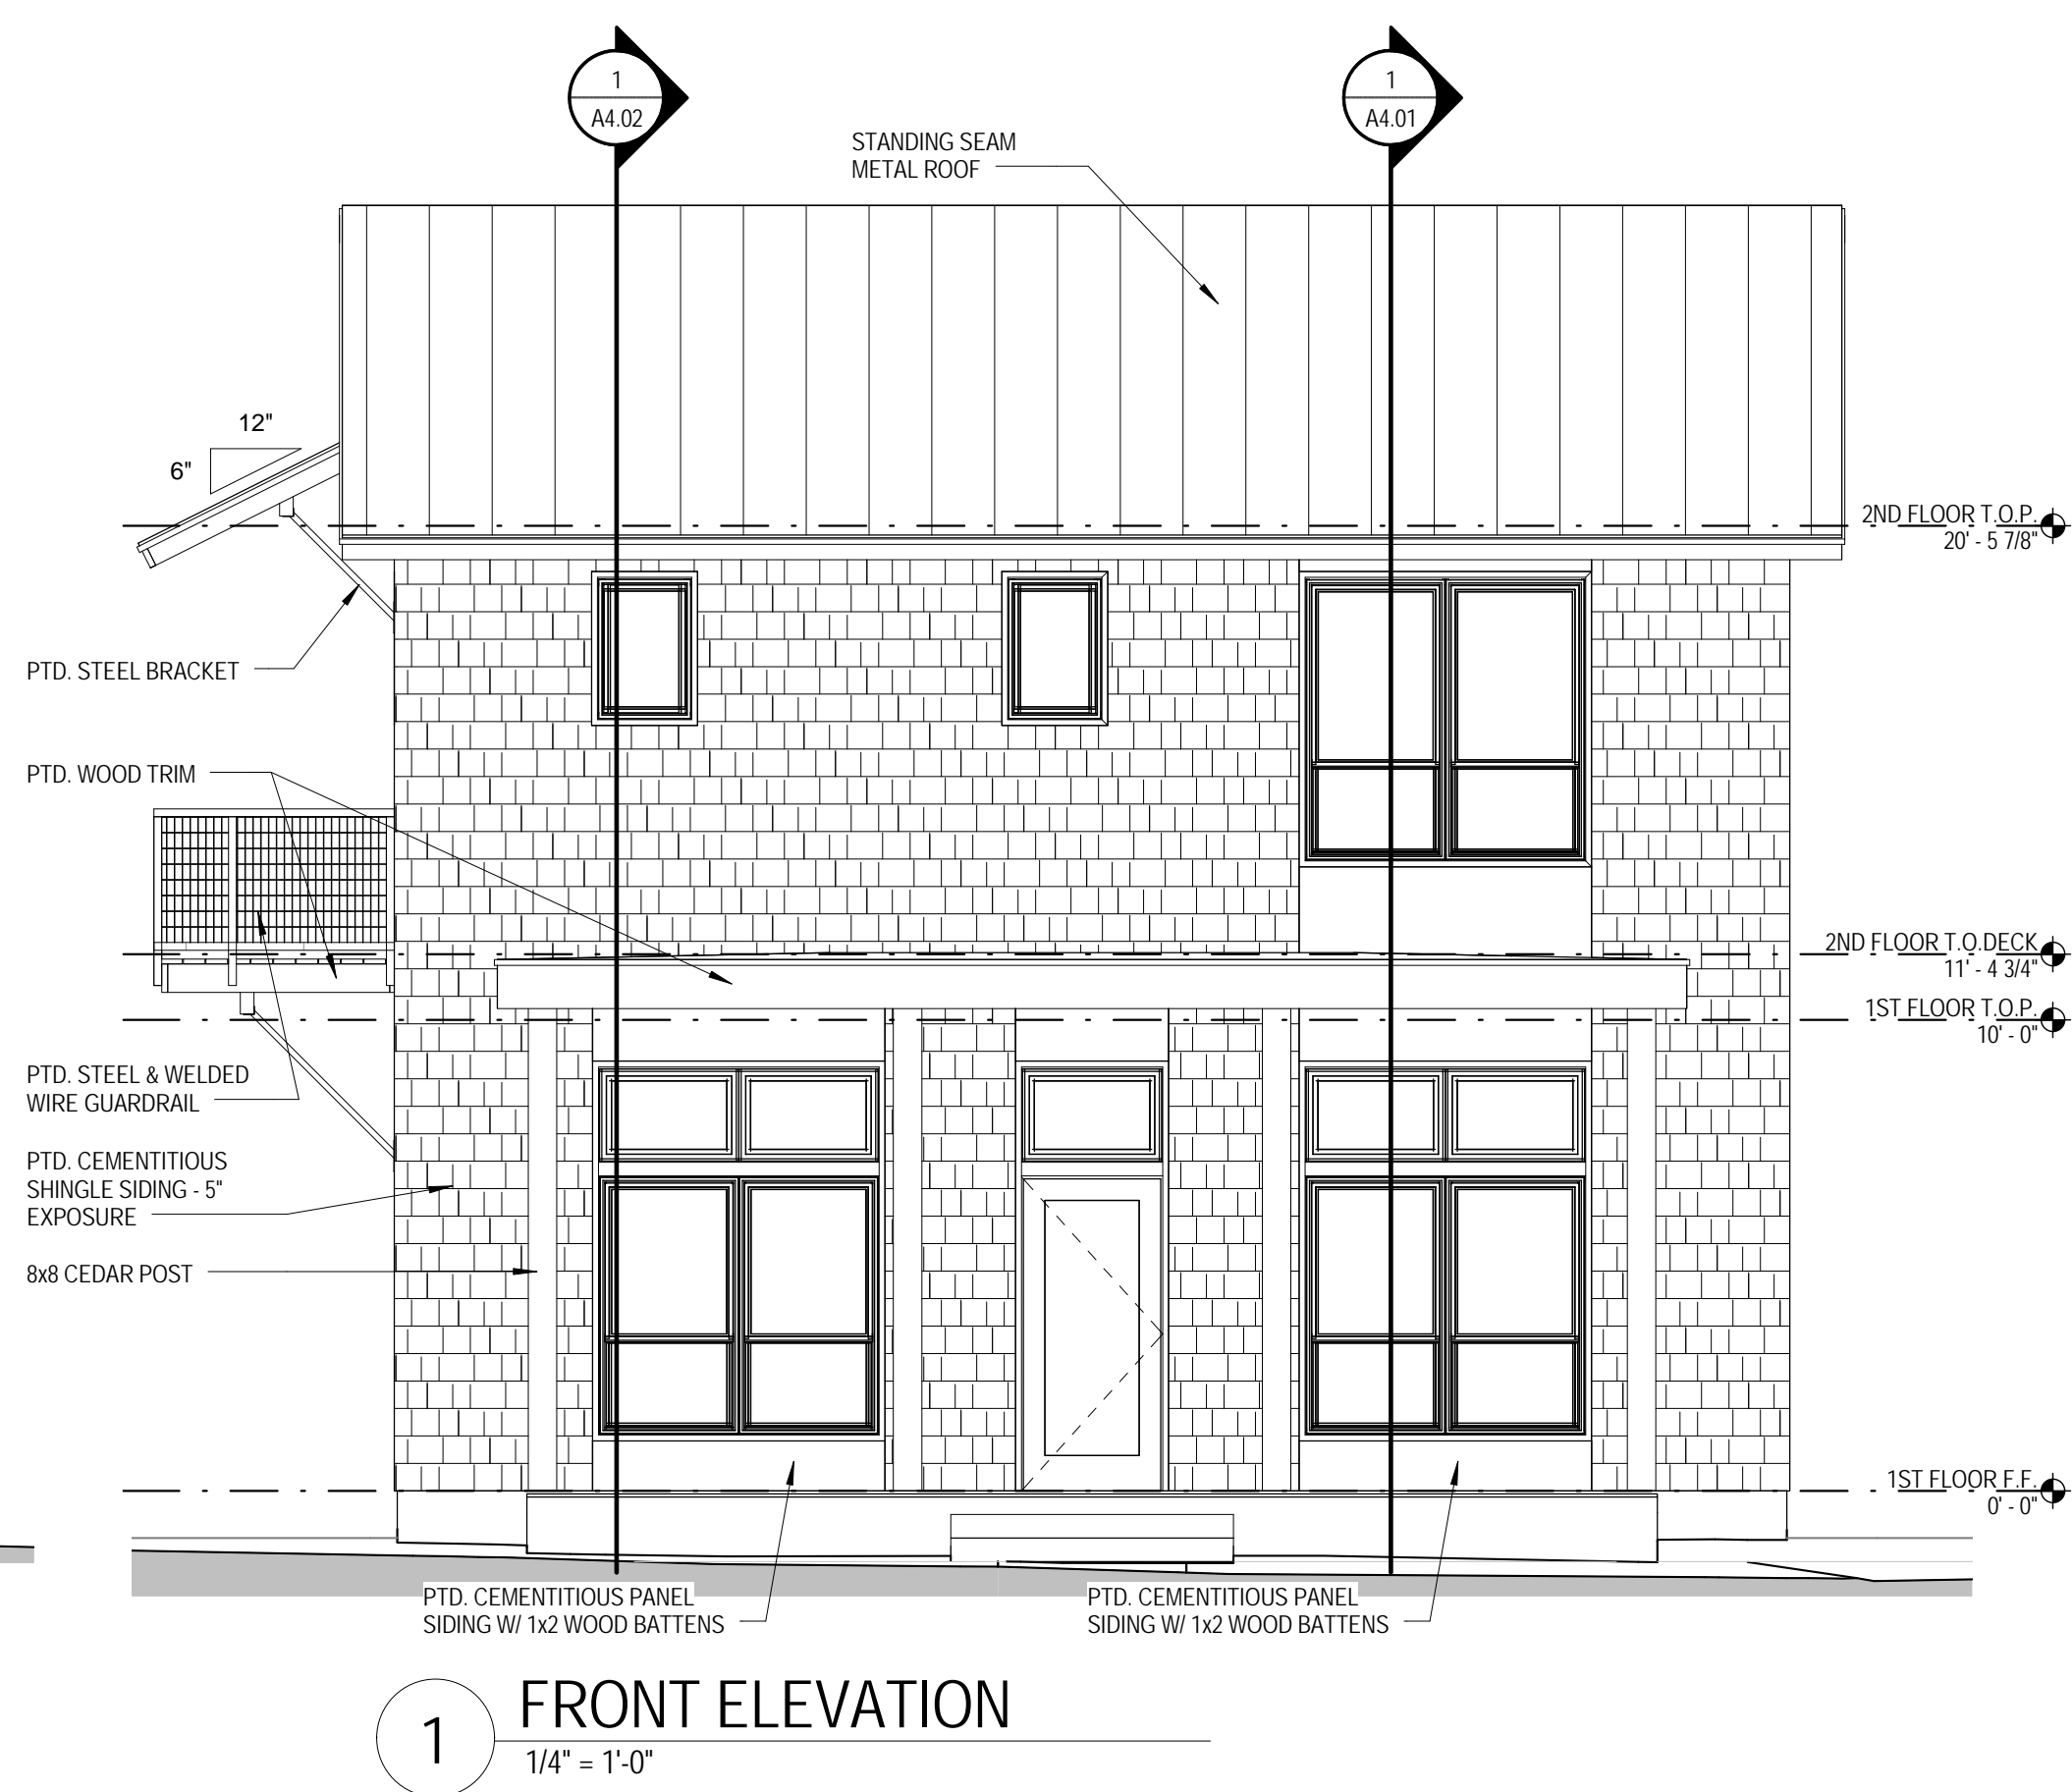 1
A4.02
1
A4.01
STANDING SEAM
METAL ROOF
12"
6"
2ND FLOOR T.O.P.
20' - 5 7/8"
PTD. STEEL BRACKET
PTD. WOOD TRIM
2ND FLOOR T.O.DECK
11' - 4 3/4"
1ST FLOOR T.O.P.
10' - 0"
PTD. STEEL & WELDED
WIRE GUARDRAIL
PTD. CEMENTITIOUS
SHINGLE SIDING - 5"
EXPOSURE
8x8 CEDAR POST
1ST FLOOR F.F.
0' - 0"
PTD. CEMENTITIOUS PANEL
SIDING W/ 1x2 WOOD BATTENS
PTD. CEMENTITIOUS PANEL
SIDING W/ 1x2 WOOD BATTENS
1
FRONT ELEVATION
1/4" = 1'-0"